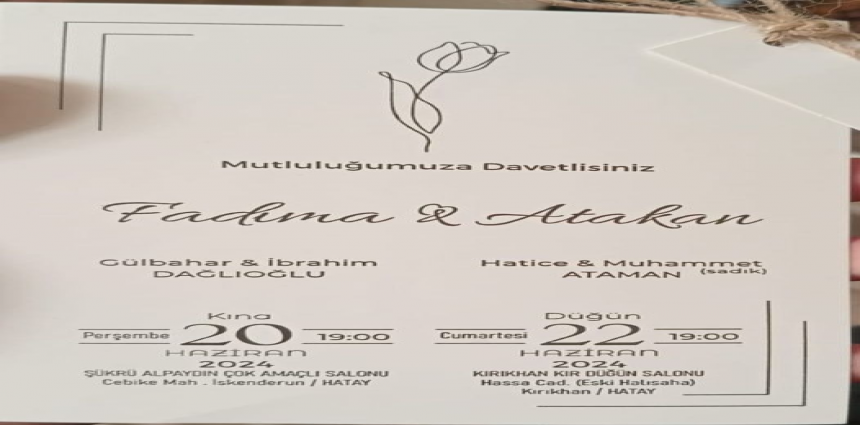 Mutluluğumuza Davetlisiniz
Fadıma & Atakan
Gülbahar & İbrahim
DAĞLIOĞLU
Hatice & Muhammet
ATAMAN (sadık)
Kına
Perşembe 20 19:00
HAZİRAN
2024
ŞÜKRÜ ALPAYDIN ÇOK AMAÇLI SALONU
Cebike Mah . İskenderun / HATAY
Düğün
Cumartesi 22 19:00
HAZİRAN
2024
KIRIKHAN KIR DÜĞÜN SALONU
Hassa Cad. (Eski Halısaha)
Kırıkhan / HATAY